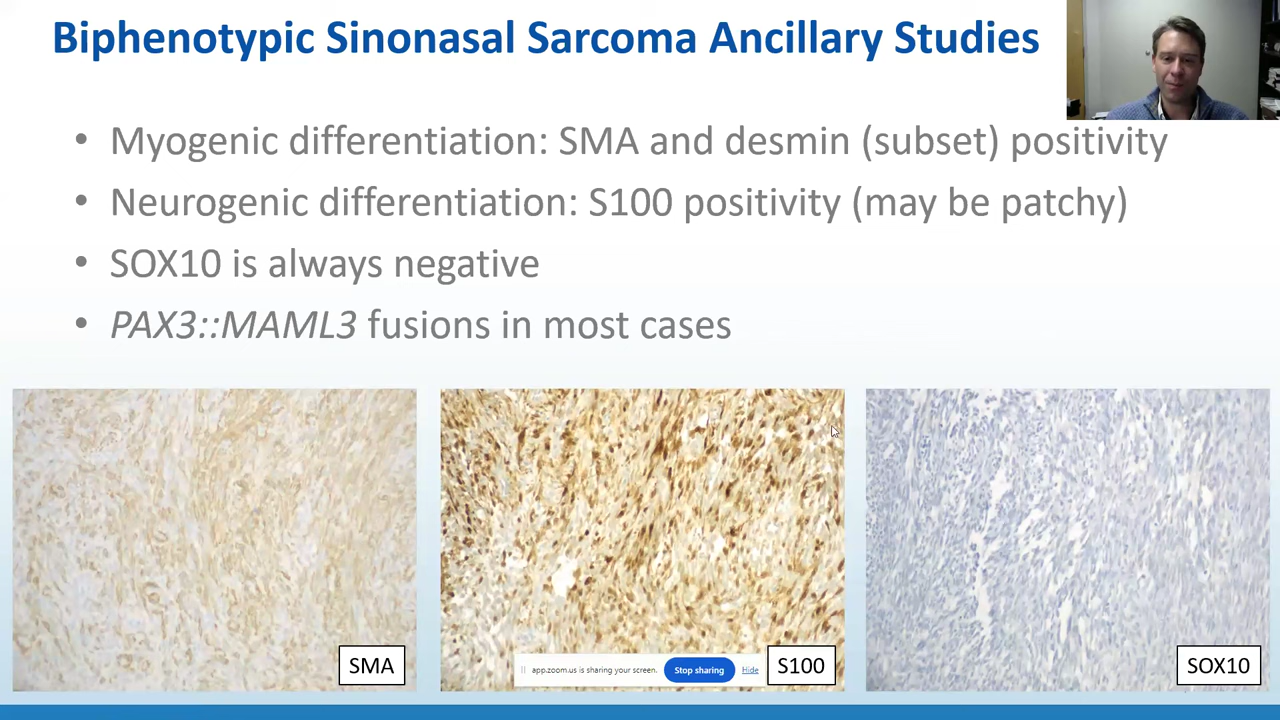 Biphenotypic Sinonasal Sarcoma Ancillary Studies
• Myogenic differentiation: SMA and desmin (subset) positivity
• Neurogenic differentiation: S100 positivity (may be patchy)
• SOX10 is always negative
• PAX3::MAML3 fusions in most cases
SMA
app.zoom.us is sharing your screen. Stop sharing Hide
S100
SOX10